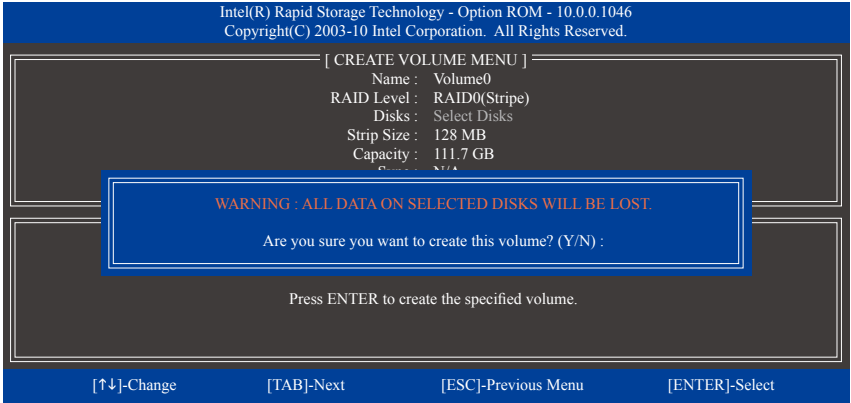 Intel(R) Rapid Storage Technology - Option ROM - 10.0.0.1046
Copyright(C) 2003-10 Intel Corporation. All Rights Reserved.
[ CREATE VOLUME MENU ]
Name : Volume0
RAID Level : RAID0(Stripe)
Disks : Select Disks
Strip Size : 128 MB
Capacity : 111.7 GB
Sync : N/A
WARNING : ALL DATA ON SELECTED DISKS WILL BE LOST.
Are you sure you want to create this volume? (Y/N) :
Press ENTER to create the specified volume.
[↑↓]-Change [TAB]-Next [ESC]-Previous Menu [ENTER]-Select